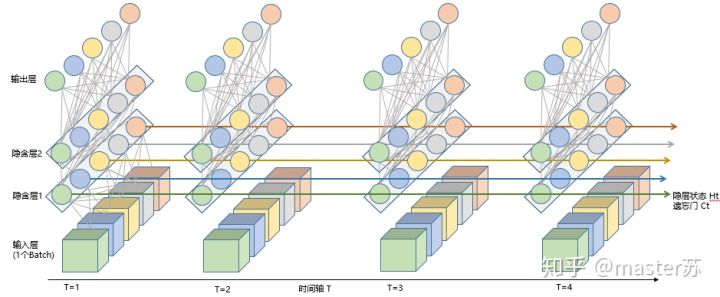 输出层
隐含层2
隐含层1
隐层状态 Ht
遗忘门 Ct
输入层
(1个Batch)
知乎 @master苏
T=1
T=2
时间轴 T
T=3
T=4